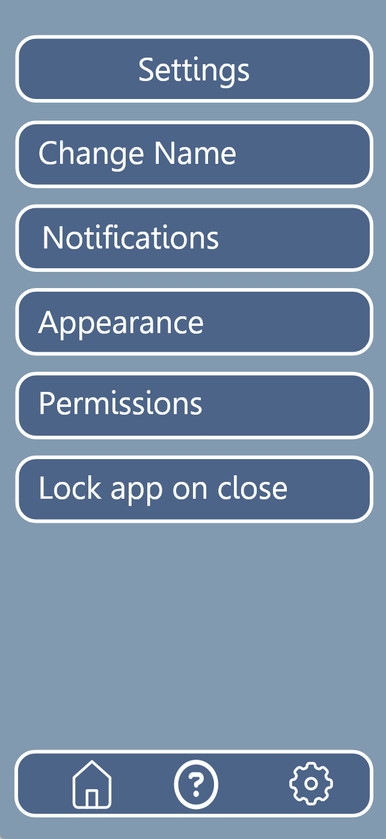 Settings
Change Name
Notifications
Appearance
Permissions
Lock app on close
?